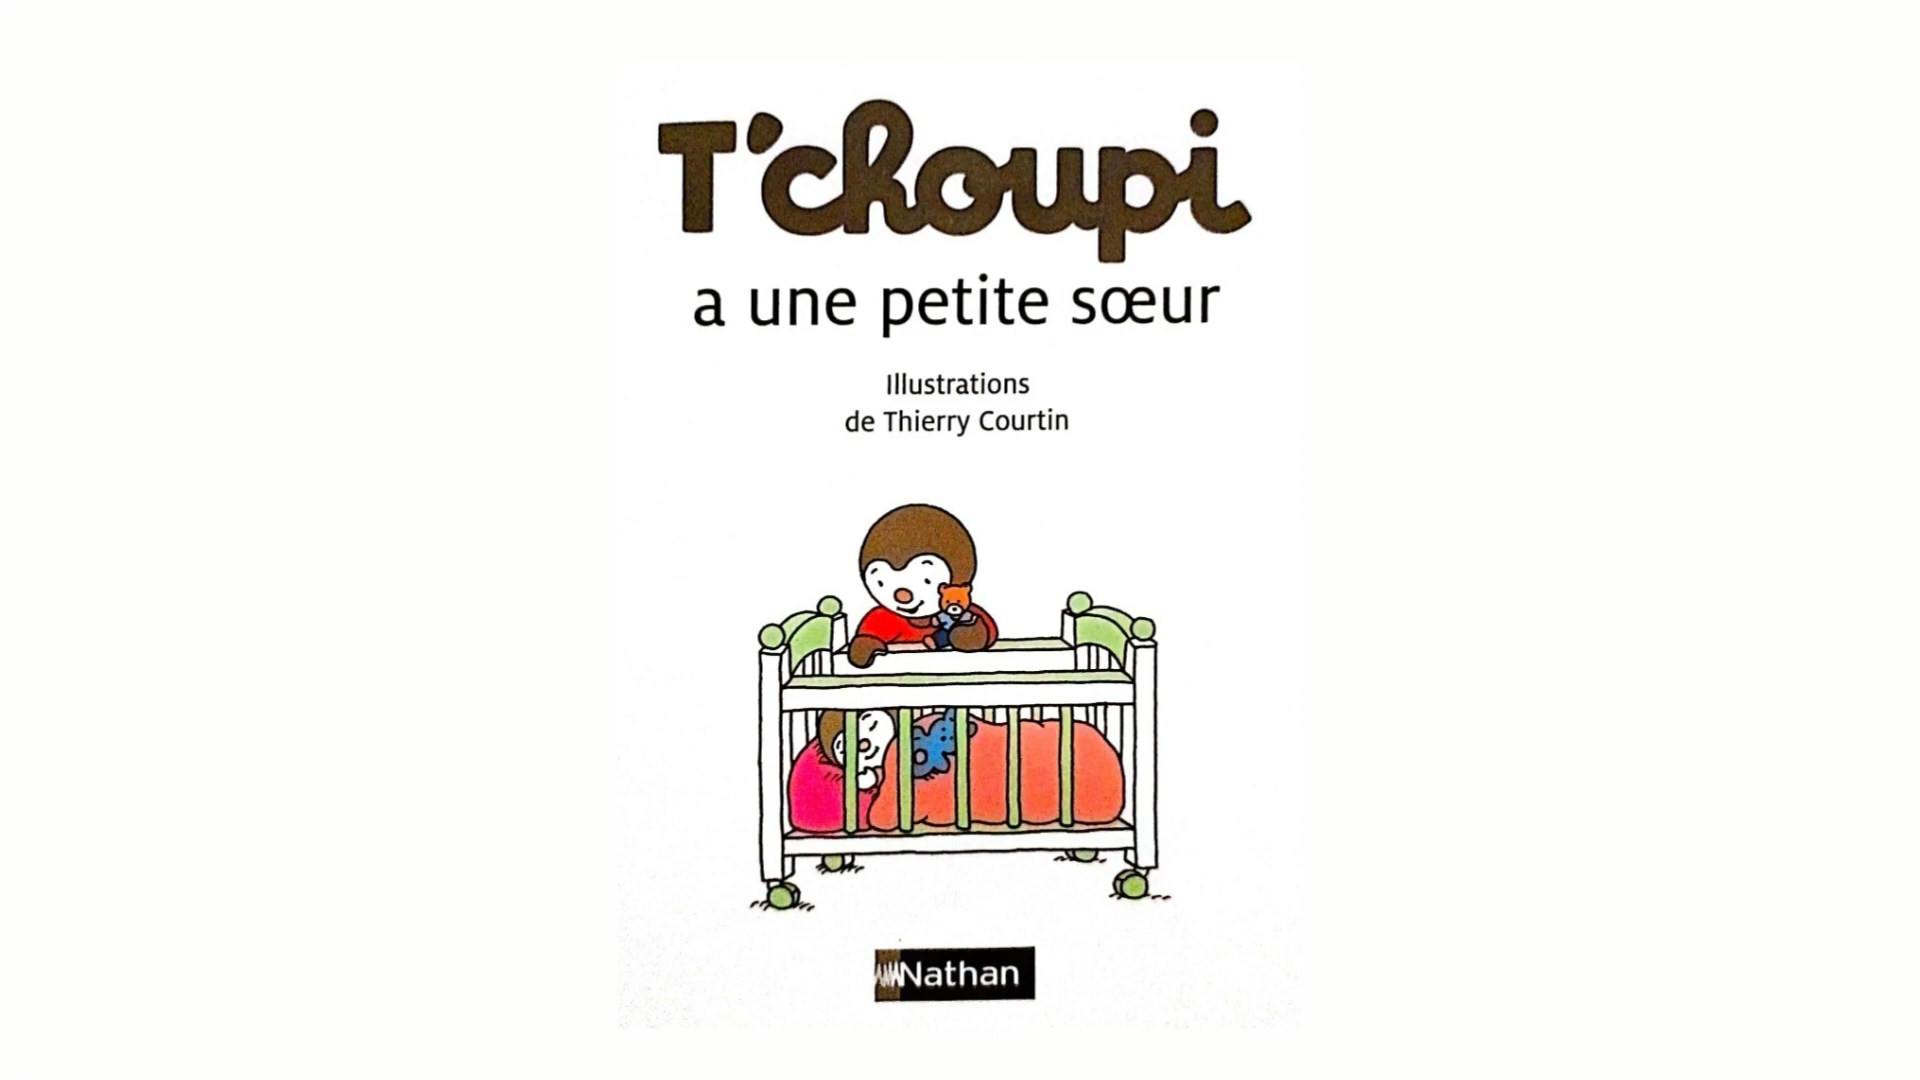 T'choupi
a une petite sœur
Illustrations
de Thierry Courtin
Nathan